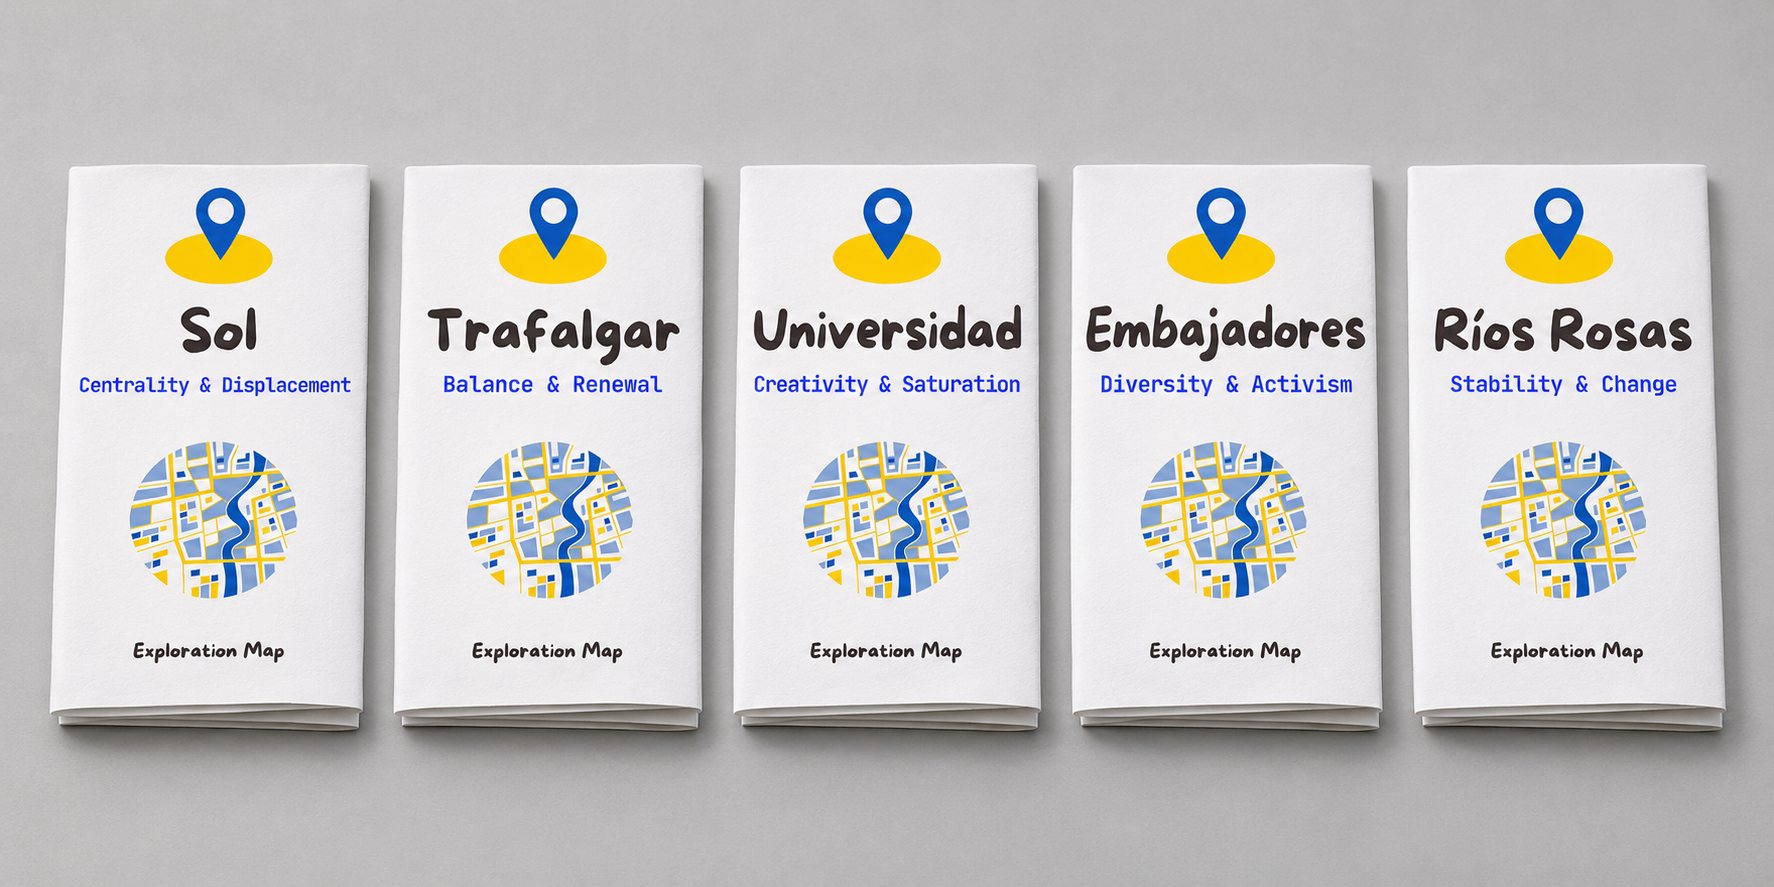 Sol
Centrality & Displacement
Exploration Map
Trafalgar
Balance & Renewal
Exploration Map
Universidad
Creativity & Saturation
Exploration Map
Embajadores
Diversity & Activism
Exploration Map
Ríos Rosas
Stability & Change
Exploration Map